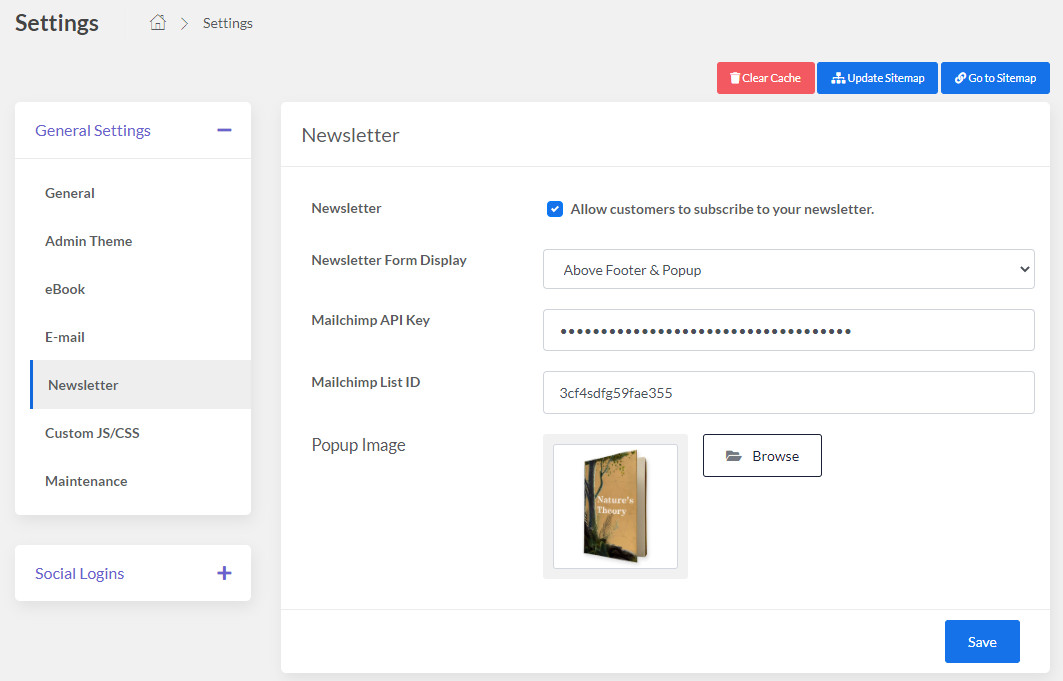 Settings
Settings
Clear Cache
Update Sitemap
Go to Sitemap
General Settings
General
Admin Theme
eBook
E-mail
Newsletter
Custom JS/CSS
Maintenance
Social Logins
Newsletter
Newsletter
Allow customers to subscribe to your newsletter.
Newsletter Form Display
Above Footer & Popup
Mailchimp API Key
Mailchimp List ID
3cf4sdfg59fae355
Popup Image
Nature's
Theory
Browse
Save